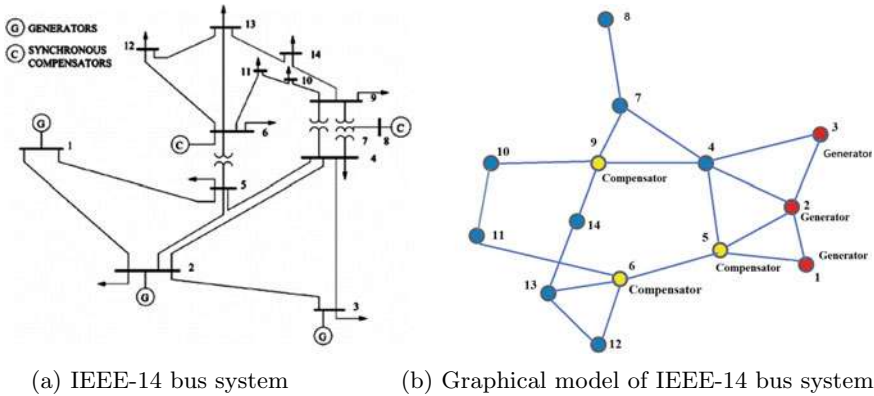 G GENERATORS
C SYNCHRONOUS
COMPENSATORS
13
12
14
11
10
9
C
6
G
1
7
8
C
4
5
2
G
3
G
8
7
3
Generator
10
9
4
Compensator
2
Generator
14
11
5
Generator
6
Compensator
1
13
Compensator
12
(a) IEEE-14 bus system
(b) Graphical model of IEEE-14 bus system